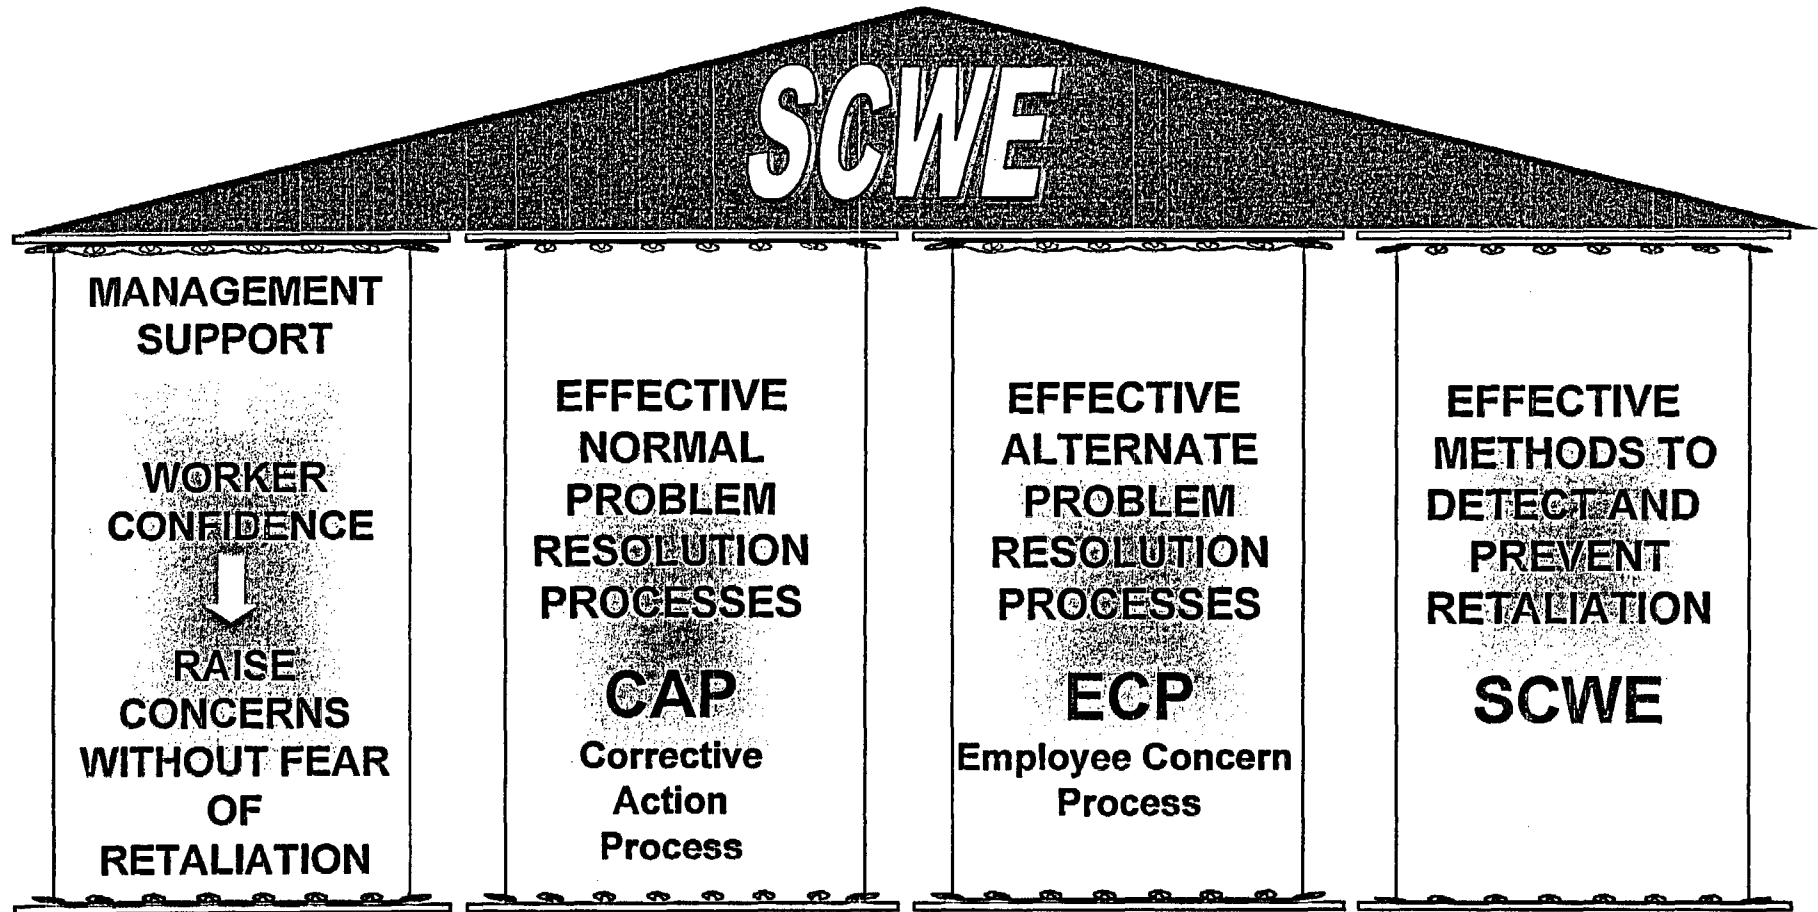 SCWE
MANAGEMENT
SUPPORT
WORKER
CONFIDENCE
RAISE
CONCERNS
WITHOUT FEAR
OF
RETALIATION
EFFECTIVE
NORMAL
PROBLEM
RESOLUTION
PROCESSES
CAP
Corrective
Action
Process
EFFECTIVE
ALTERNATE
PROBLEM
RESOLUTION
PROCESSES
ECP
Employee Concern
Process
EFFECTIVE
METHODS TO
DETECT AND
PREVENT
RETALIATION
SCWE